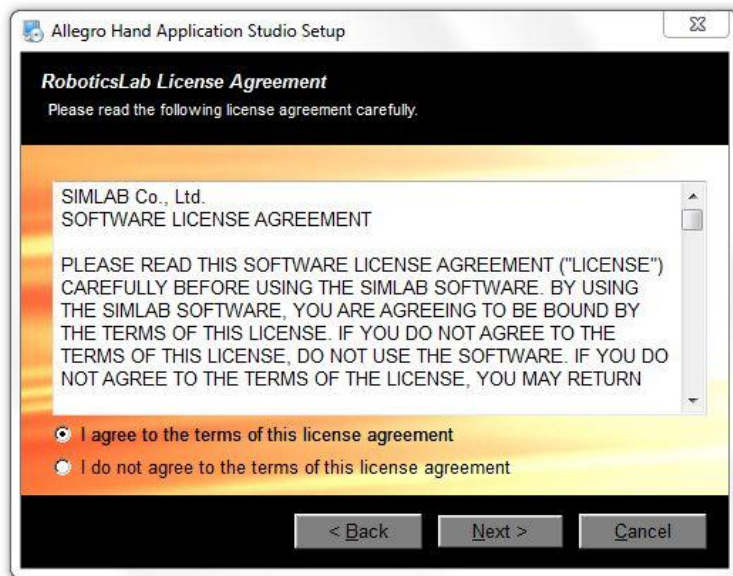 Allegro Hand Application Studio Setup
RoboticsLab License Agreement
Please read the following license agreement carefully.
SIMLAB Co., Ltd.
SOFTWARE LICENSE AGREEMENT
PLEASE READ THIS SOFTWARE LICENSE AGREEMENT ("LICENSE")
CAREFULLY BEFORE USING THE SIMLAB SOFTWARE. BY USING
THE SIMLAB SOFTWARE, YOU ARE AGREEING TO BE BOUND BY
THE TERMS OF THIS LICENSE. IF YOU DO NOT AGREE TO THE
TERMS OF THIS LICENSE, DO NOT USE THE SOFTWARE. IF YOU DO
NOT AGREE TO THE TERMS OF THE LICENSE, YOU MAY RETURN
I agree to the terms of this license agreement
I do not agree to the terms of this license agreement
< Back Next > Cancel